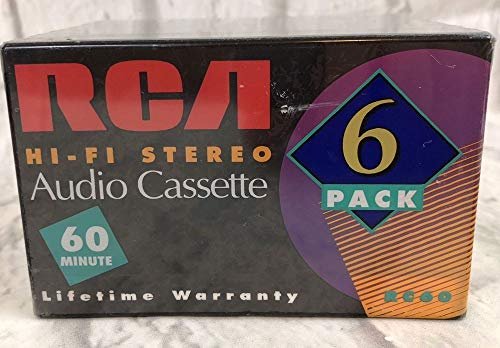 RCA
HI-FI STEREO
Audio Cassette
60
MINUTE
Lifetime Warranty
6
PACK
RC60